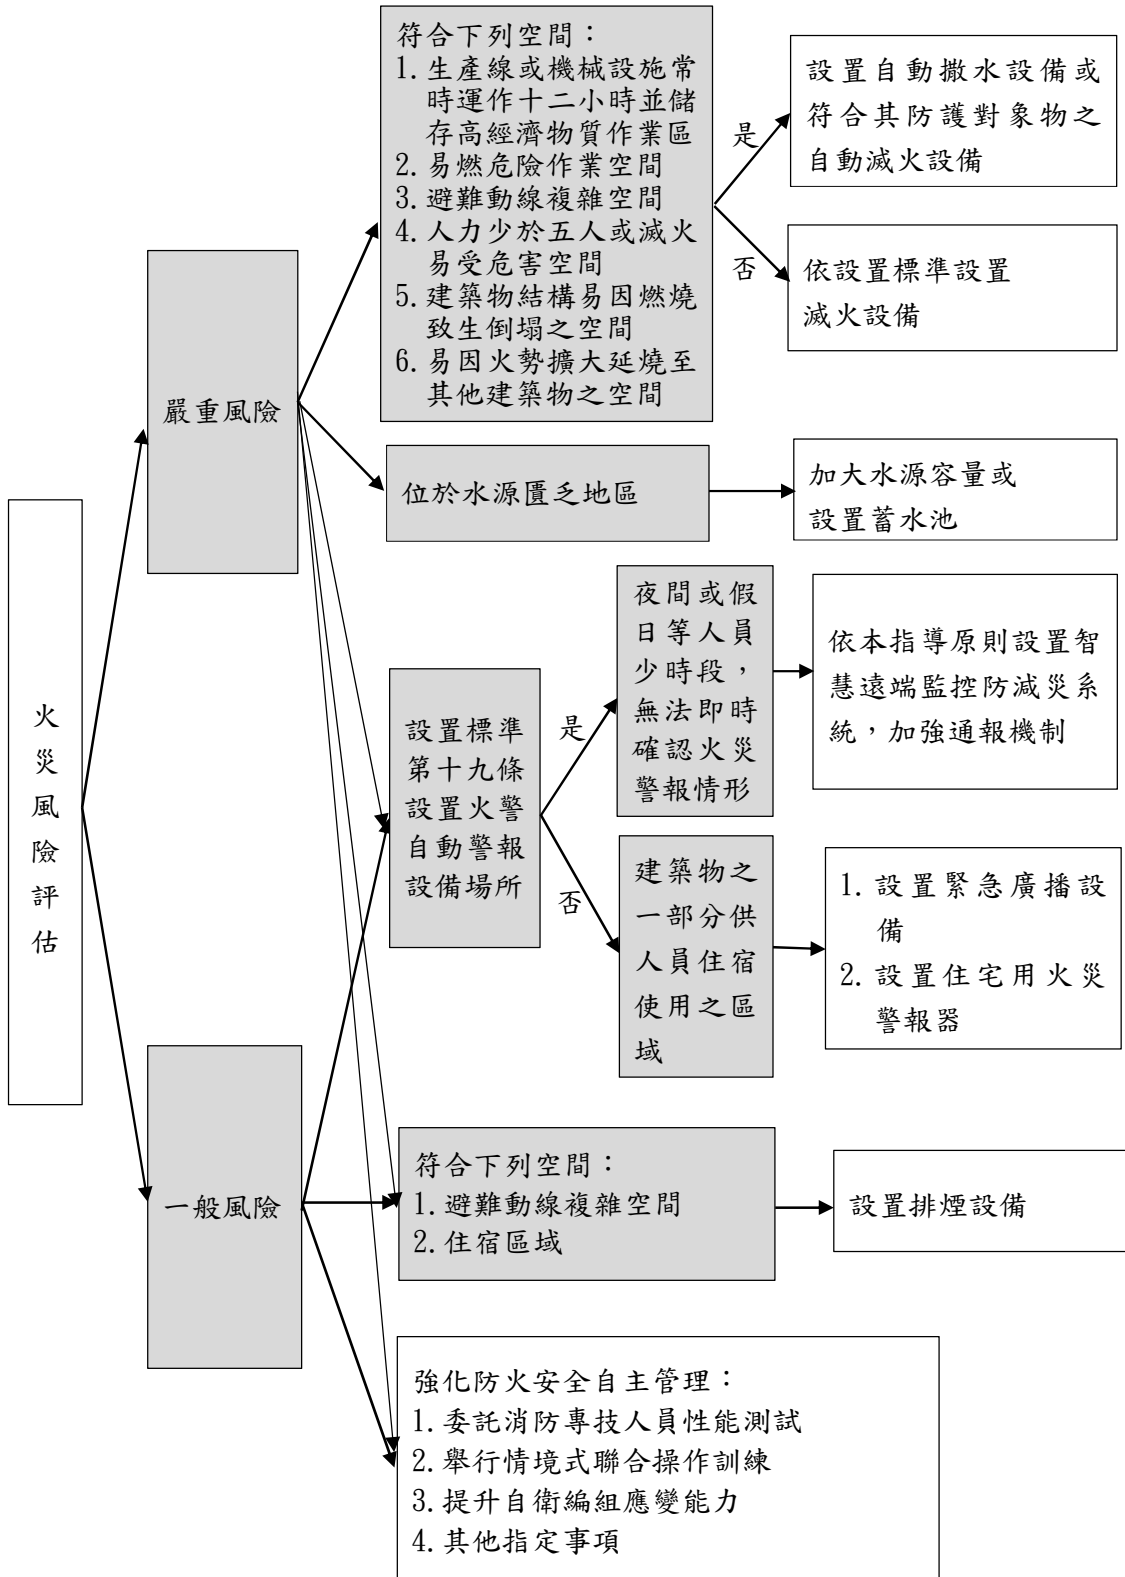 火
災
風
險
評
估
嚴重風險
一般風險
符合下列空間：
1. 生產線或機械設施常
時運作十二小時並儲
存高經濟物質作業區
2. 易燃危險作業空間
3. 避難動線複雜空間
4. 人力少於五人或滅火
易受危害空間
5. 建築物結構易因燃燒
致生倒塌之空間
6. 易因火勢擴大延燒至
其他建築物之空間
是
設置自動撒水設備或
符合其防護對象物之
自動滅火設備
否
依設置標準設置
滅火設備
位於水源匱乏地區
加大水源容量或
設置蓄水池
設置標準
第十九條
設置火警
自動警報
設備場所
是
夜間或假
日等人員
少時段，
無法即時
確認火災
警報情形
依本指導原則設置智
慧遠端監控防減災系
統，加強通報機制
否
建築物之
一部分供
人員住宿
使用之區
域
1. 設置緊急廣播設
備
2. 設置住宅用火災
警報器
符合下列空間：
1. 避難動線複雜空間
2. 住宿區域
設置排煙設備
強化防火安全自主管理：
1. 委託消防專技人員性能測試
2. 舉行情境式聯合操作訓練
3. 提升自衛編組應變能力
4. 其他指定事項